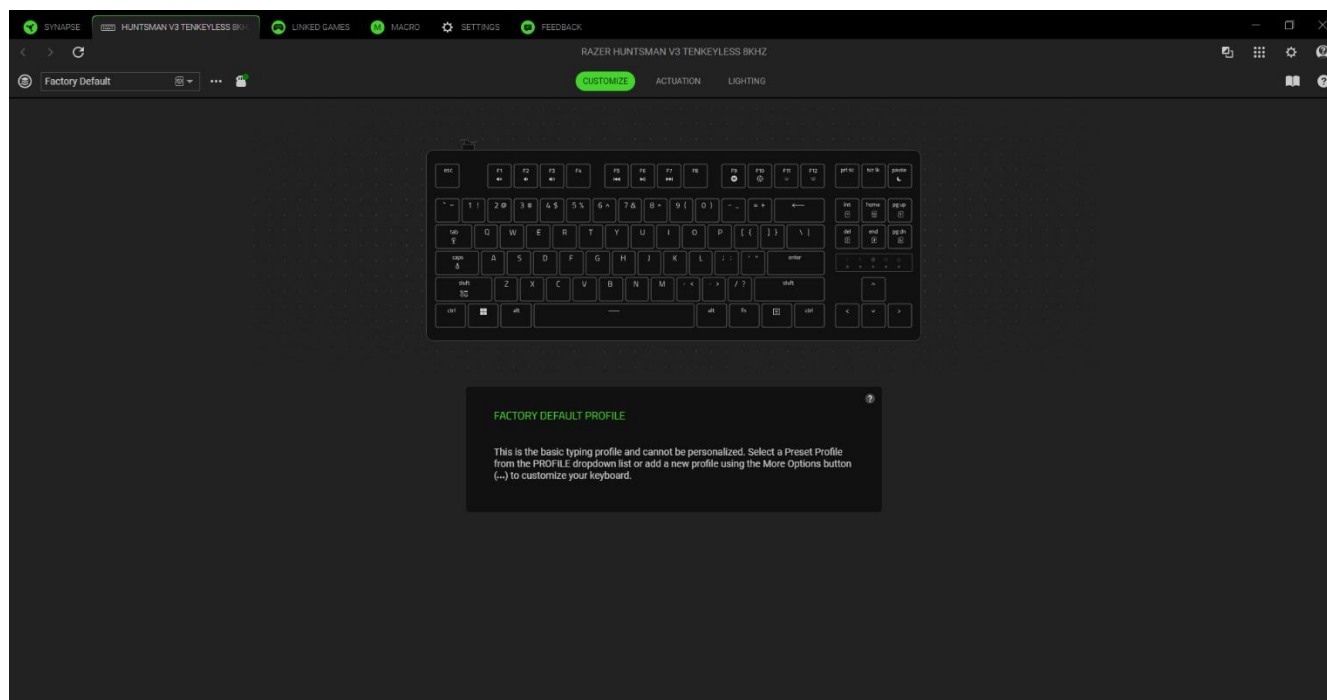 SYNAPSE
HUNTSMAN V3 TENKEYLESS 8KH
LINKED GAMES
MACRO
SETTINGS
FEEDBACK
RAZER HUNTSMAN V3 TENKEYLESS 8KHZ
Factory Default
CUSTOMIZE
ACTUATION
LIGHTING
esc F1 F2 F3 F4 F5 F6 F7 F8 F9 F10 F11 F12 prt sc scr lk pause
` ~ 1 ! 2 @ 3 # 4 $ 5 % 6 ^ 7 & 8 * 9 ( 0 ) - _ = + ins home pg up
tab Q W E R T Y U I O P [ { ] } \ | del end pg dn
caps A S D F G H J K L ; : ' " enter
shift Z X C V B N M , < . > / ? shift
ctrl alt alt fn ctrl
FACTORY DEFAULT PROFILE
This is the basic typing profile and cannot be personalized. Select a Preset Profile
from the PROFILE dropdown list or add a new profile using the More Options button
(...) to customize your keyboard.